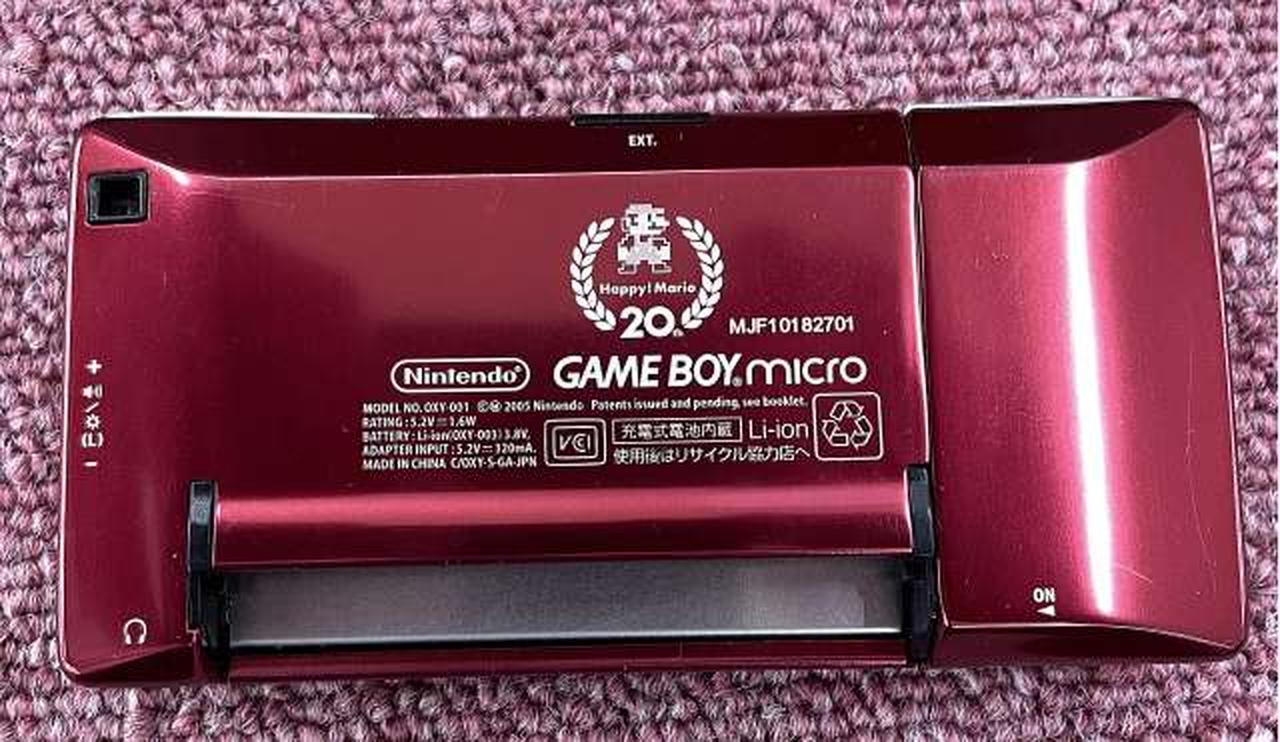 EXT.
Happy! Mario
20th
MJF10182701
Nintendo® GAME BOY® micro
MODEL NO. OXY-001 ©® 2005 Nintendo Patents issued and pending, see booklet.
RATING : 5.2V⎓1.6W
BATTERY : Li-ion(OXY-003) 3.8V,
ADAPTER INPUT : 5.2V⎓320mA,
MADE IN CHINA C/OXY-S-GA-JPN
VCI
充電式電池内蔵 Li-ion
使用後はリサイクル協力店へ
+
(L)
-
ON